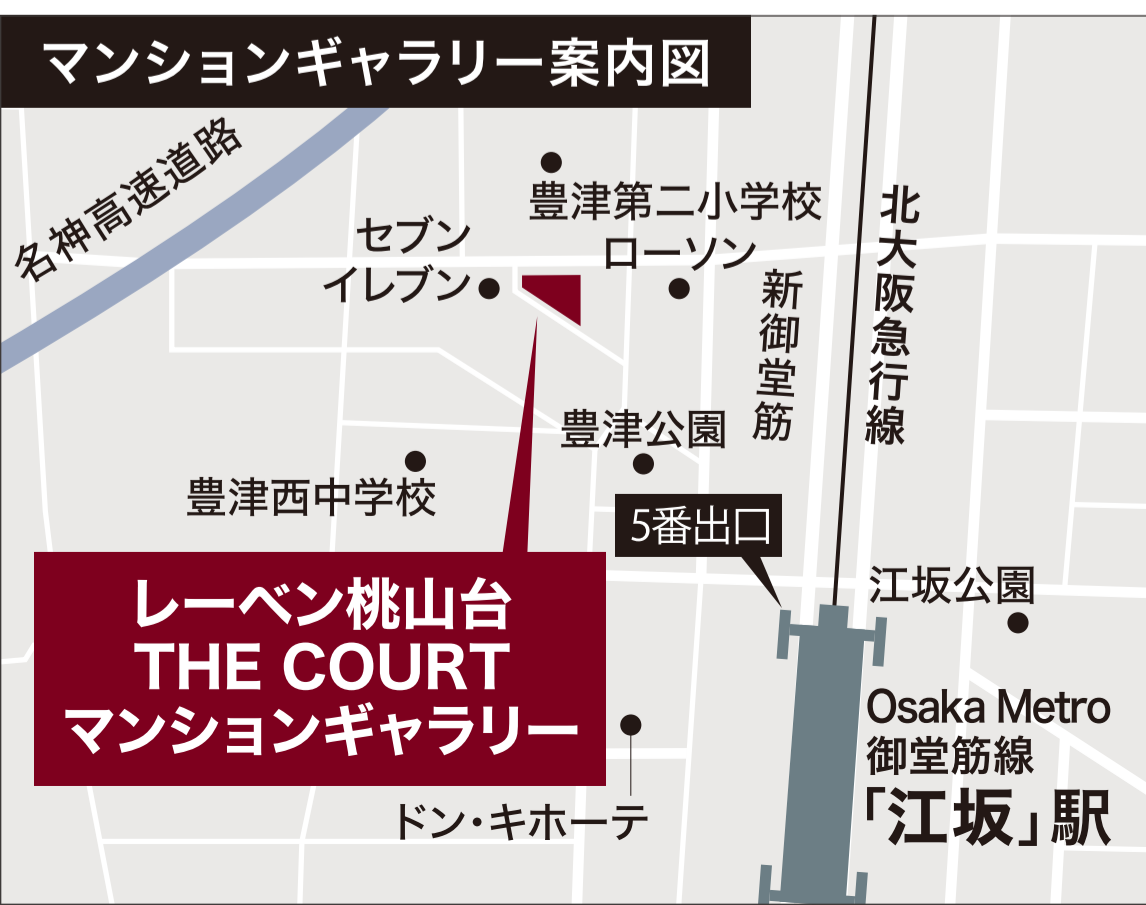 マンションギャラリー案内図
名神高速道路
豊津第二小学校
セブン
イレブン
ローソン
新御堂筋
北大阪急行線
豊津公園
豊津西中学校
5番出口
江坂公園
レーベン桃山台
THE COURT
マンションギャラリー
Osaka Metro
御堂筋線
「江坂」駅
ドン・キホーテ